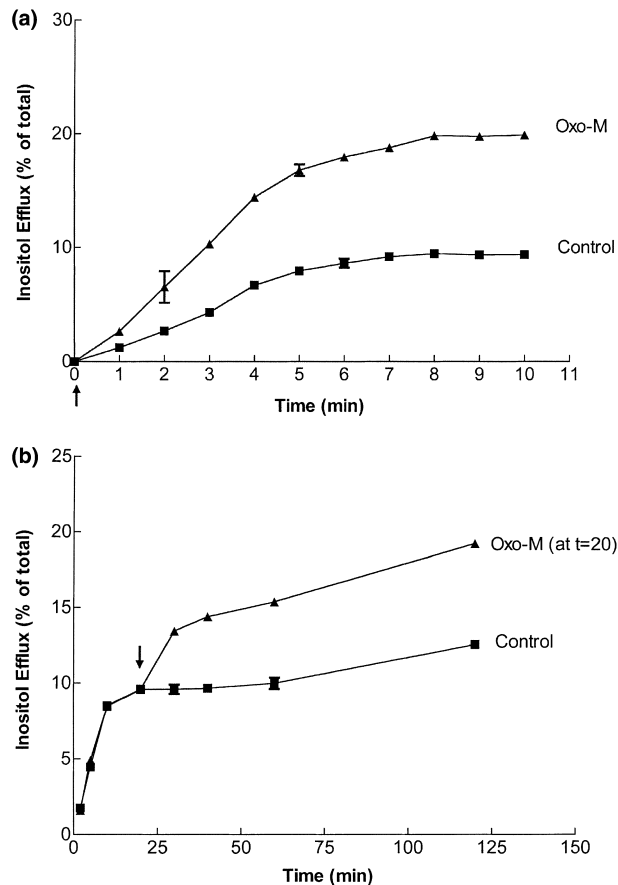 (a)
Inositol Efflux (% of total)
30
20
10
0
Oxo-M
Control
0 1 2 3 4 5 6 7 8 9 10 11
Time (min)
(b)
Inositol Efflux (% of total)
25
20
15
10
5
0
Oxo-M (at t=20)
Control
0 25 50 75 100 125 150
Time (min)